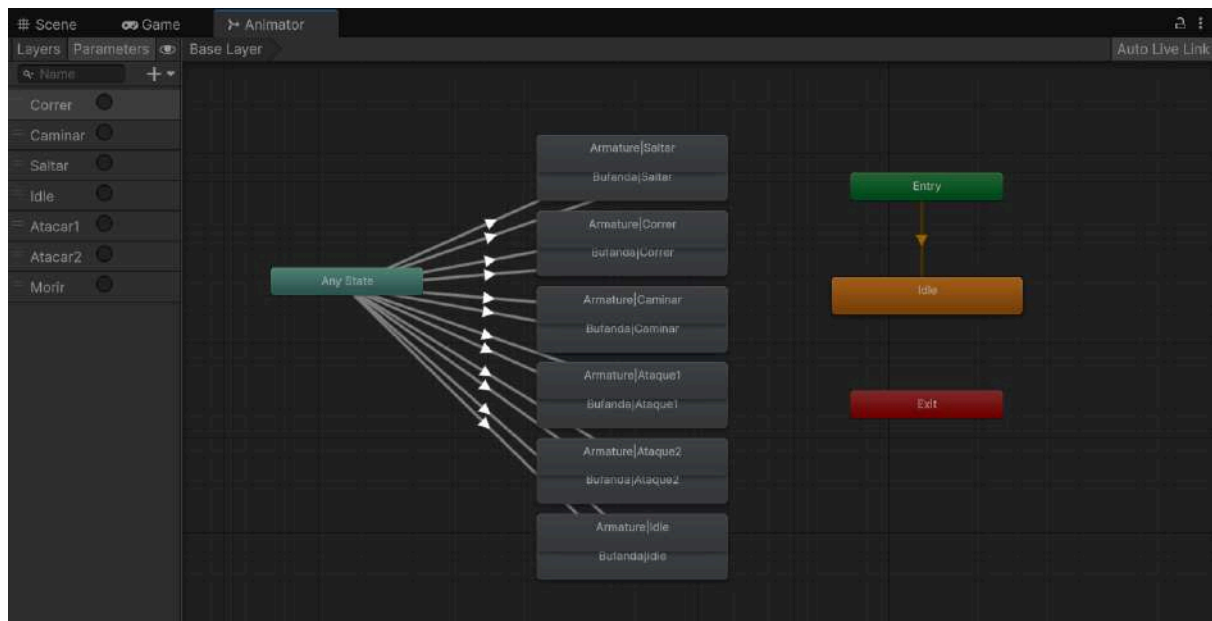 Scene Game Animator
Layers Parameters Base Layer Auto Live Link
Name
Correr
Caminar
Saltar
Idle
Atacar1
Atacar2
Morir
Any State
Armature|Saltar
Bufanda|Saltar
Armature|Correr
Bufanda|Correr
Armature|Caminar
Bufanda|Caminar
Armature|Ataque1
Bufanda|Ataque1
Armature|Ataque2
Bufanda|Ataque2
Armature|Idle
Bufanda|Idle
Entry
Idle
Exit